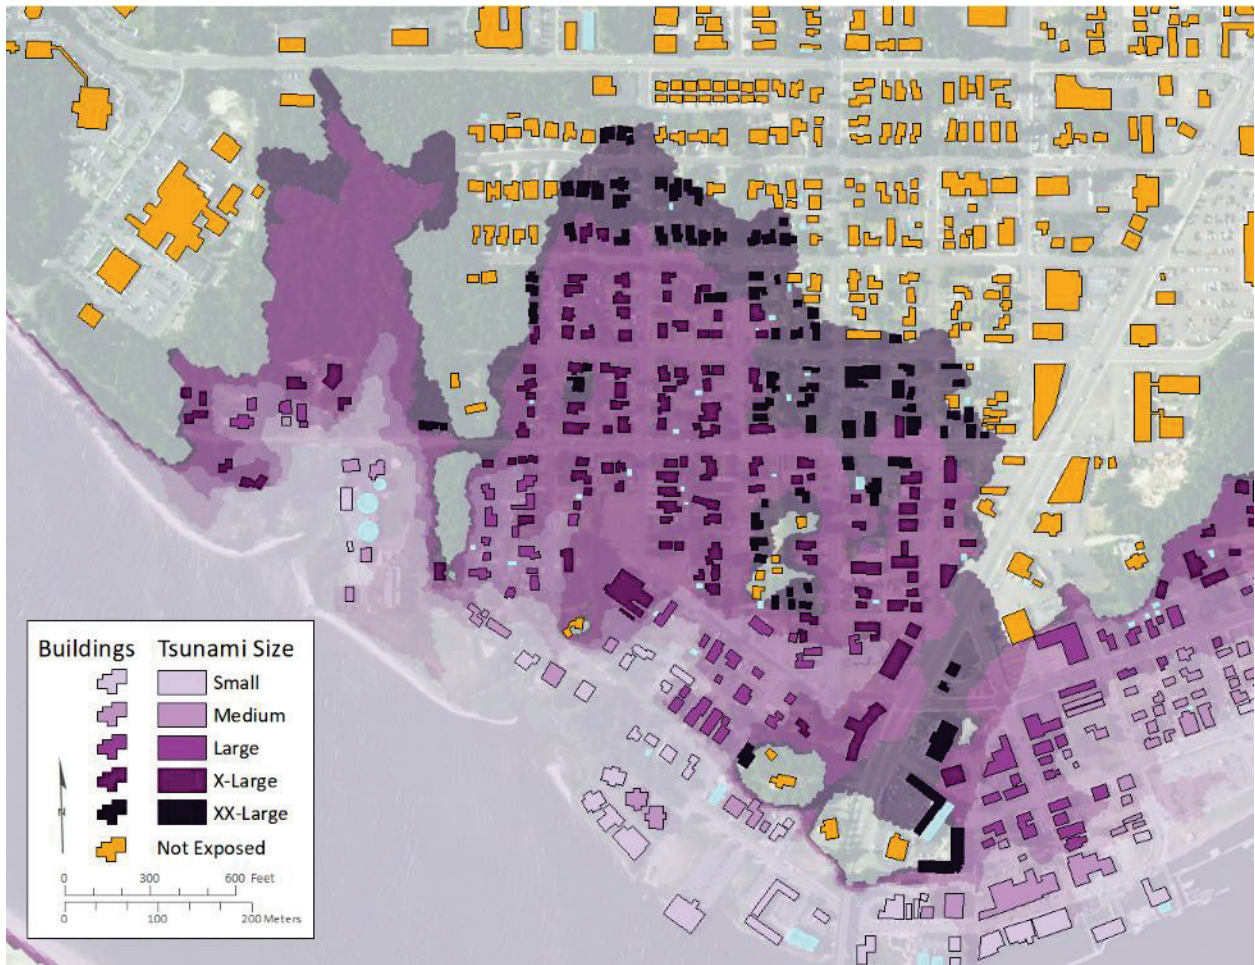 Buildings Tsunami Size
Small
Medium
Large
X-Large
XX-Large
Not Exposed
N
0 300 600 Feet
0 100 200 Meters